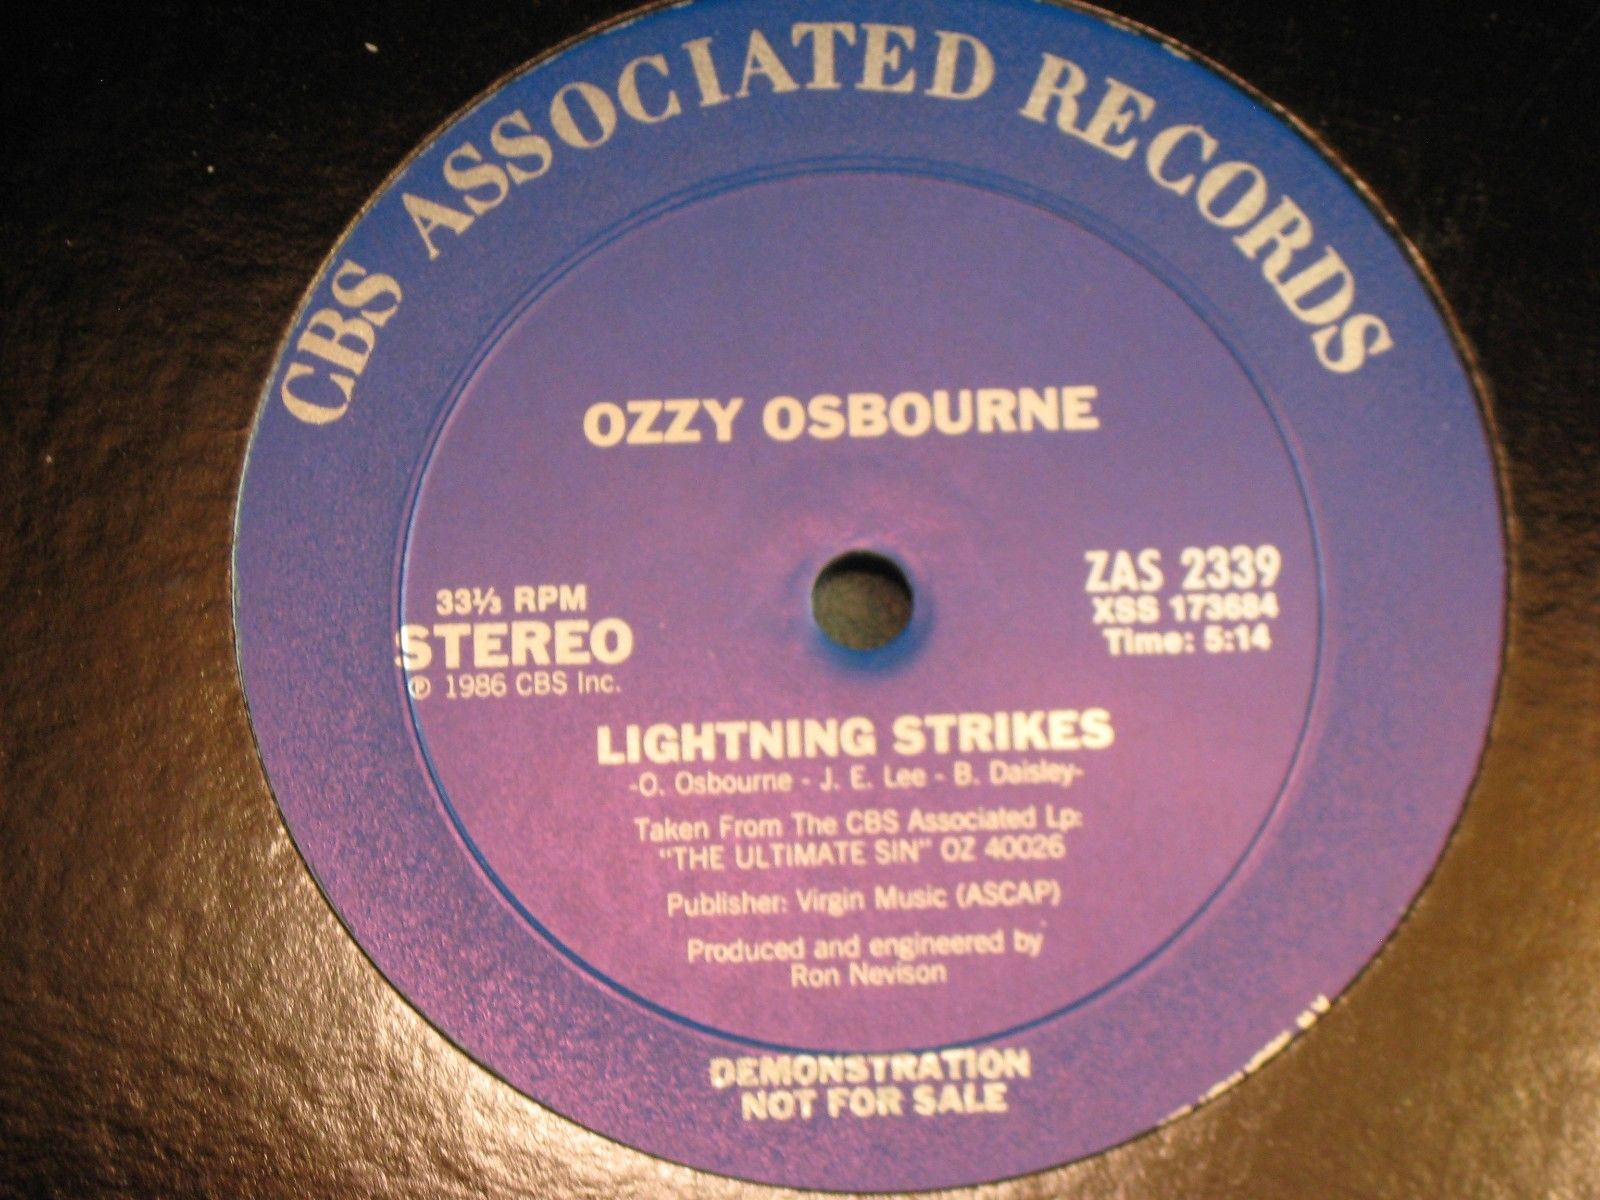 CBS ASSOCIATED RECORDS
OZZY OSBOURNE
33⅓ RPM
STEREO
℗ 1986 CBS Inc.
ZAS 2339
XSS 173684
Time: 5:14
LIGHTNING STRIKES
-O. Osbourne - J. E. Lee - B. Daisley-
Taken From The CBS Associated Lp:
"THE ULTIMATE SIN" OZ 40026
Publisher: Virgin Music (ASCAP)
Produced and engineered by
Ron Nevison
DEMONSTRATION
NOT FOR SALE